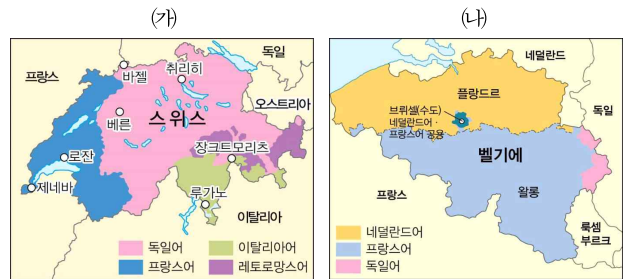 (가)
프랑스
바젤
취리히
독일
오스트리아
베른
스위스
장크트모리츠
로잔
제네바
루가노
이탈리아
독일어
이탈리아어
프랑스어
레토로망스어
(나)
네덜란드
플랑드르
브뤼셀(수도)
네덜란드어·
프랑스어 공용
독일
벨기에
왈롱
프랑스
룩셈
부르크
네덜란드어
프랑스어
독일어